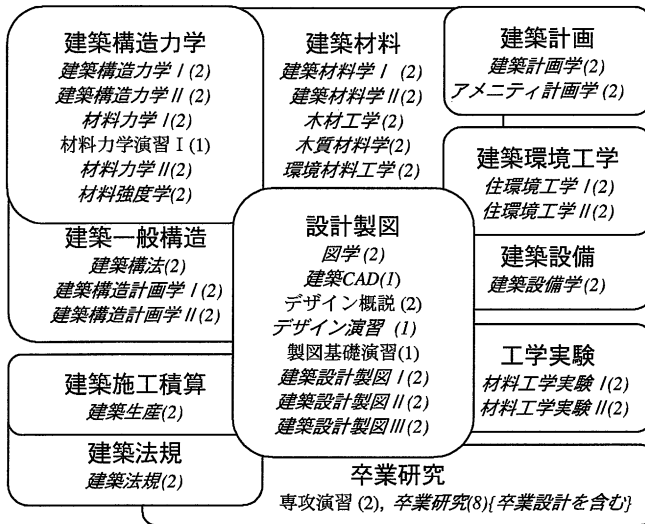 建築構造力学
建築構造力学Ⅰ(2)
建築構造力学Ⅱ(2)
材料力学Ⅰ(2)
材料力学演習Ⅰ(1)
材料力学Ⅱ(2)
材料強度学(2)
建築材料
建築材料学Ⅰ (2)
建築材料学Ⅱ(2)
木材工学(2)
木質材料学(2)
環境材料工学(2)
建築計画
建築計画学(2)
アメニティ計画学(2)
建築環境工学
住環境工学Ⅰ(2)
住環境工学Ⅱ(2)
建築一般構造
建築構法(2)
建築構造計画学Ⅰ(2)
建築構造計画学Ⅱ(2)
設計製図
図学(2)
建築CAD(1)
デザイン概説(2)
デザイン演習 (1)
製図基礎演習(1)
建築設計製図Ⅰ(2)
建築設計製図Ⅱ(2)
建築設計製図Ⅲ(2)
建築設備
建築設備学(2)
工学実験
材料工学実験Ⅰ(2)
材料工学実験Ⅱ(2)
建築施工積算
建築生産(2)
建築法規
建築法規(2)
卒業研究
専攻演習(2), 卒業研究(8){卒業設計を含む}